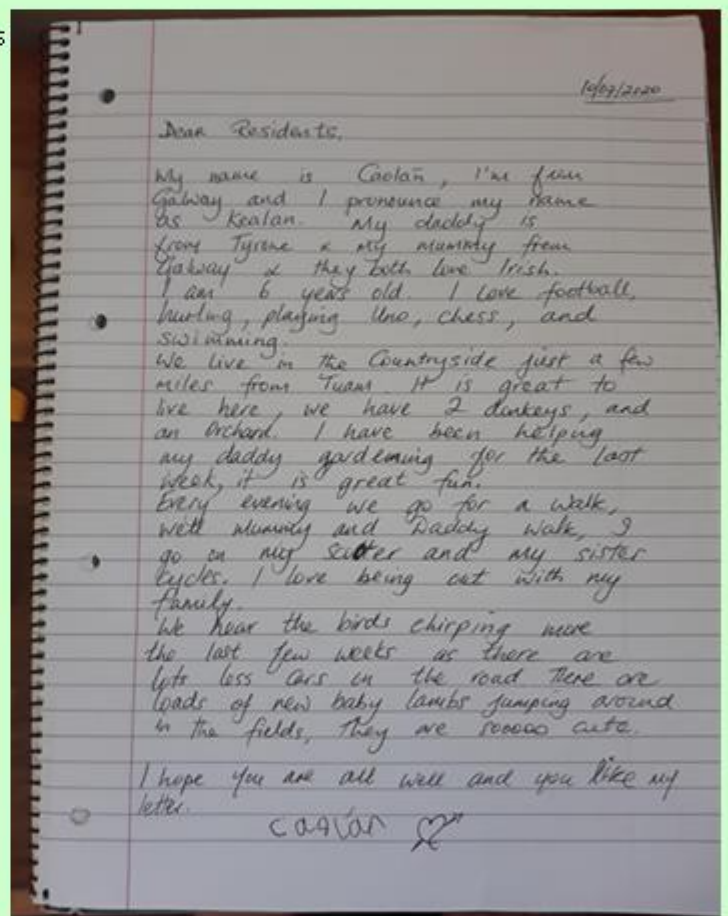 10/07/2020
Dear Residents,
My name is Caolán, I'm from
Galway and I pronounce my name
as Kealan. My daddy is
from Tyrone & my mummy from
Galway & they both love Irish.
I am 6 years old. I love football,
hurling, playing Uno, chess, and
swimming.
We live in the Countryside just a few
miles from Tuam. It is great to
live here, we have 2 donkeys, and
an Orchard. I have been helping
my daddy gardening for the last
week, it is great fun.
Every evening we go for a walk,
well mummy and Daddy walk, I
go on my scooter and my sister
cycles. I love being out with my
family.
We hear the birds chirping more
the last few weeks as there are
lots less cars on the road There are
loads of new baby lambs jumping around
in the fields, They are sooooo cute.
I hope you are all well and you like my
letter.
caolán